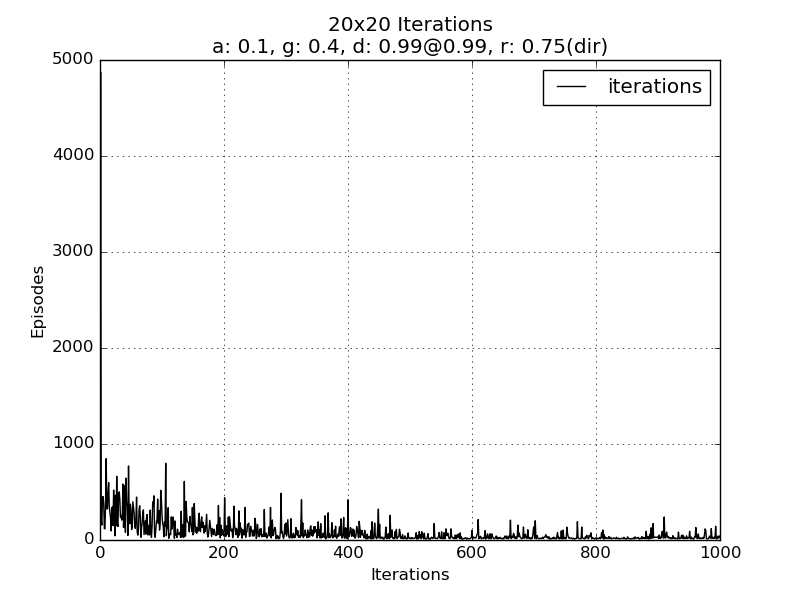 20x20 Iterations
a: 0.1, g: 0.4, d: 0.99@0.99, r: 0.75(dir)
5000
iterations
4000
3000
Episodes
2000
1000
0
0 200 400 600 800 1000
Iterations